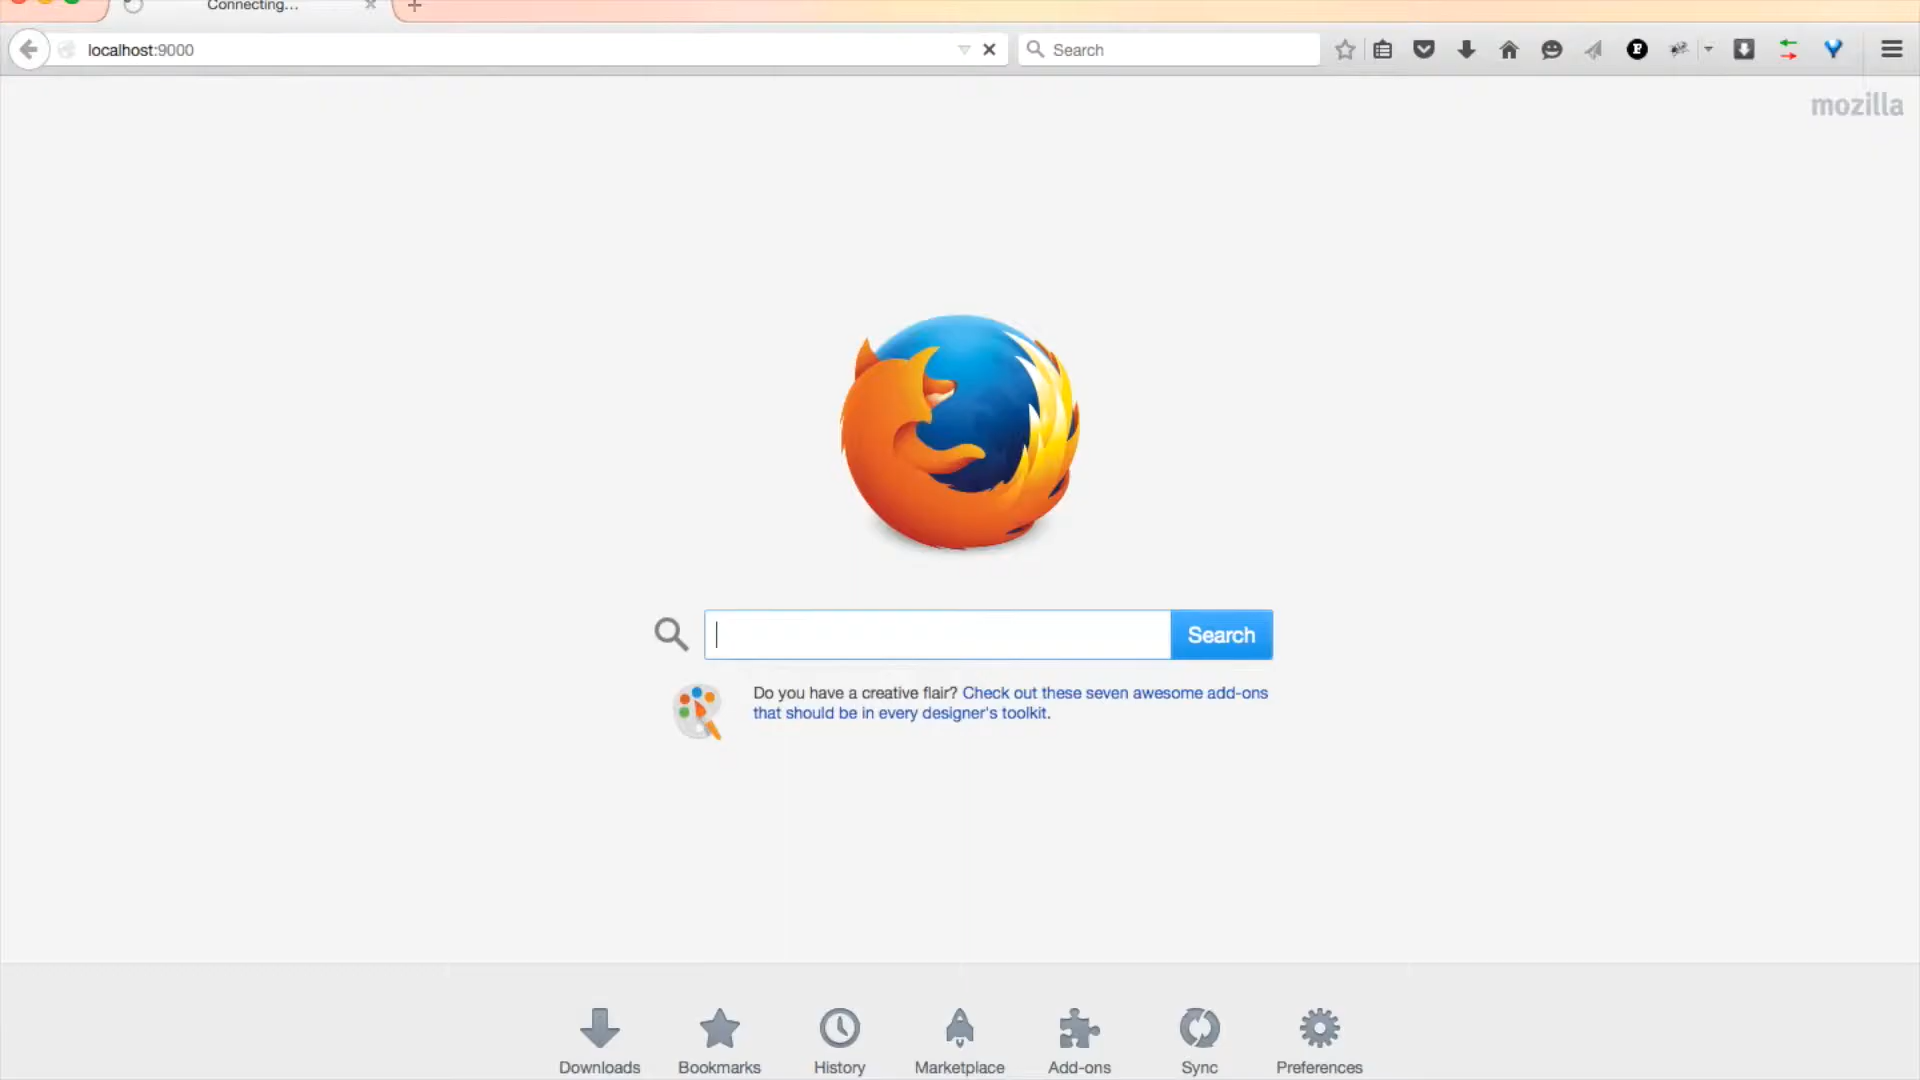 Connecting...
localhost:9000
Search
mozilla
Search
Do you have a creative flair? Check out these seven awesome add-ons
that should be in every designer's toolkit.
Downloads
Bookmarks
History
Marketplace
Add-ons
Sync
Preferences